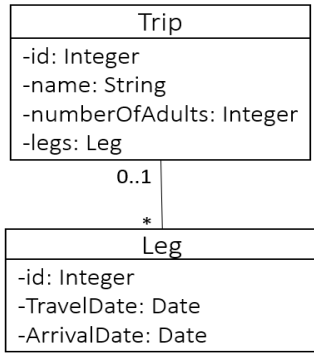 Trip
-id: Integer
-name: String
-numberOfAdults: Integer
-legs: Leg
0..1
*
Leg
-id: Integer
-TravelDate: Date
-ArrivalDate: Date